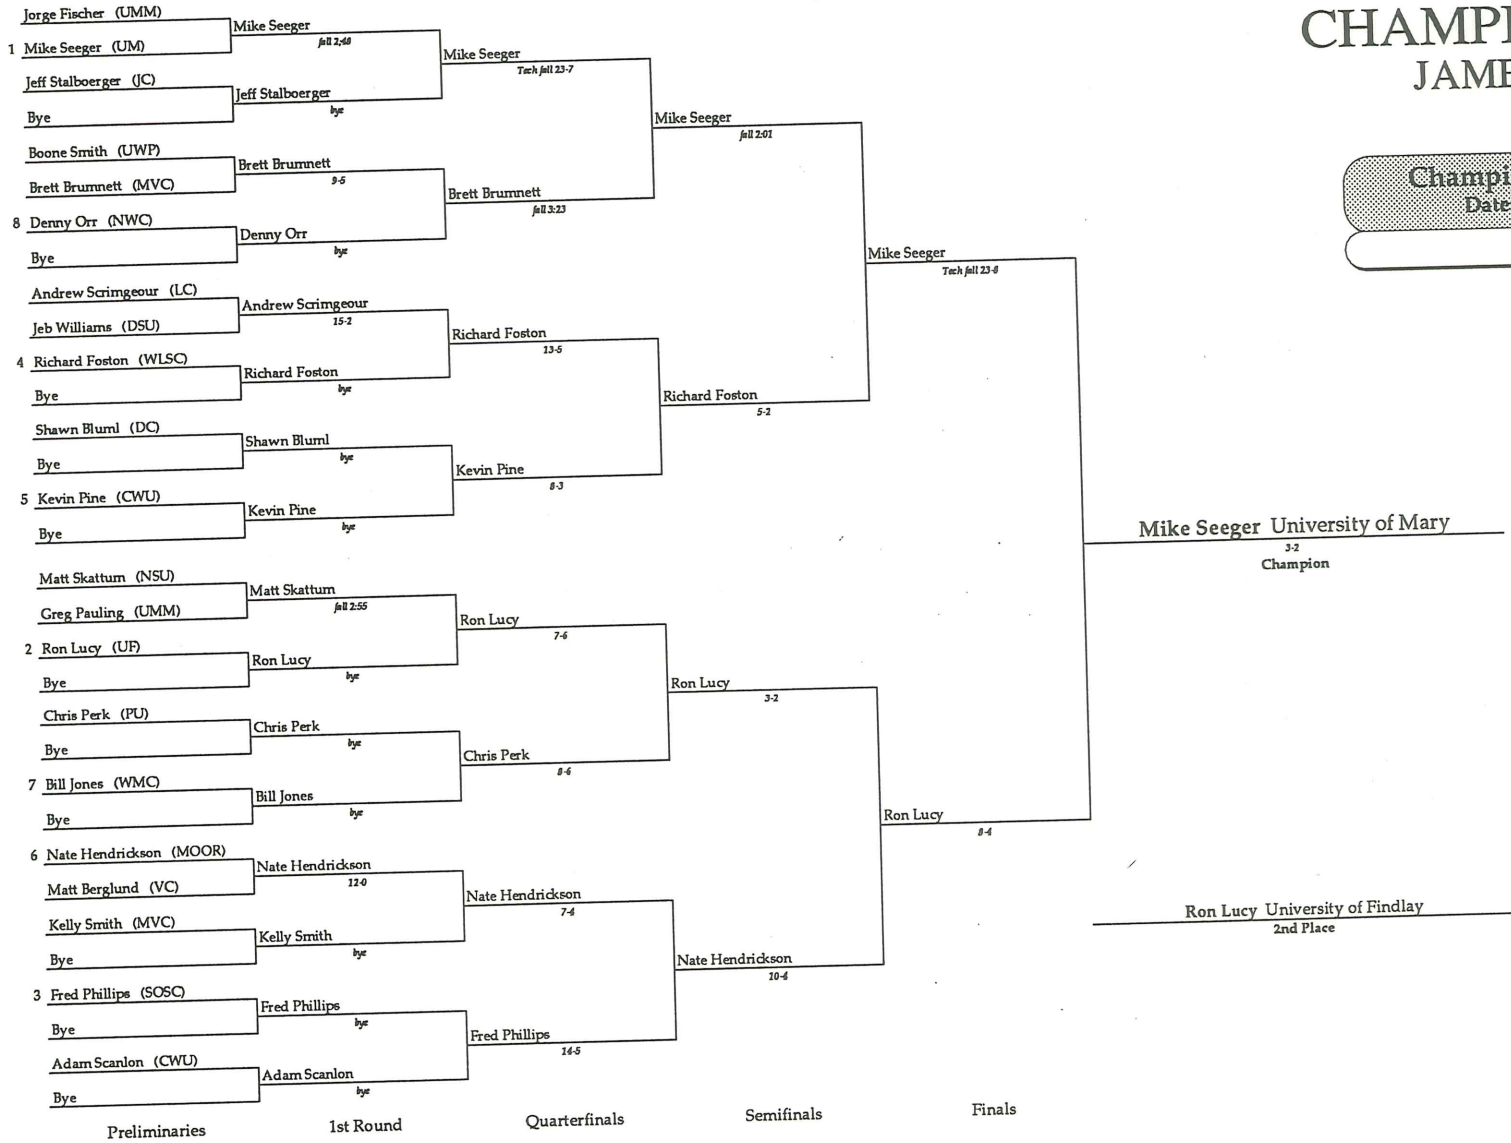 CHAMPI
JAME
Champi
Date
Jorge Fischer (UMM)
1 Mike Seeger (UM)
Jeff Stalboerger (JC)
Bye
Boone Smith (UWP)
Brett Brumnett (MVC)
8 Denny Orr (NWC)
Bye
Andrew Scrimgeour (LC)
Jeb Williams (DSU)
4 Richard Foston (WLSC)
Bye
Shawn Bluml (DC)
Bye
5 Kevin Pine (CWU)
Bye
Matt Skattum (NSU)
Greg Pauling (UMM)
2 Ron Lucy (UF)
Bye
Chris Perk (PU)
Bye
7 Bill Jones (WMC)
Bye
6 Nate Hendrickson (MOOR)
Matt Berglund (VC)
Kelly Smith (MVC)
Bye
3 Fred Phillips (SOSC)
Bye
Adam Scanlon (CWU)
Bye
Preliminaries
Mike Seeger
fall 2:48
Jeff Stalboerger
bye
Brett Brumnett
9-5
Denny Orr
bye
Andrew Scrimgeour
15-2
Richard Foston
bye
Shawn Bluml
bye
Kevin Pine
bye
Matt Skattum
fall 2:55
Ron Lucy
bye
Chris Perk
bye
Bill Jones
bye
Nate Hendrickson
12-0
Kelly Smith
bye
Fred Phillips
bye
Adam Scanlon
bye
1st Round
Mike Seeger
Tech fall 23-7
Brett Brumnett
fall 3:23
Richard Foston
13-5
Kevin Pine
8-3
Ron Lucy
7-6
Chris Perk
8-6
Nate Hendrickson
7-4
Fred Phillips
14-5
Quarterfinals
Mike Seeger
fall 2:01
Richard Foston
5-2
Ron Lucy
3-2
Nate Hendrickson
10-4
Semifinals
Mike Seeger
Tech fall 23-8
Ron Lucy
8-4
Finals
Mike Seeger University of Mary
3-2
Champion
Ron Lucy University of Findlay
2nd Place